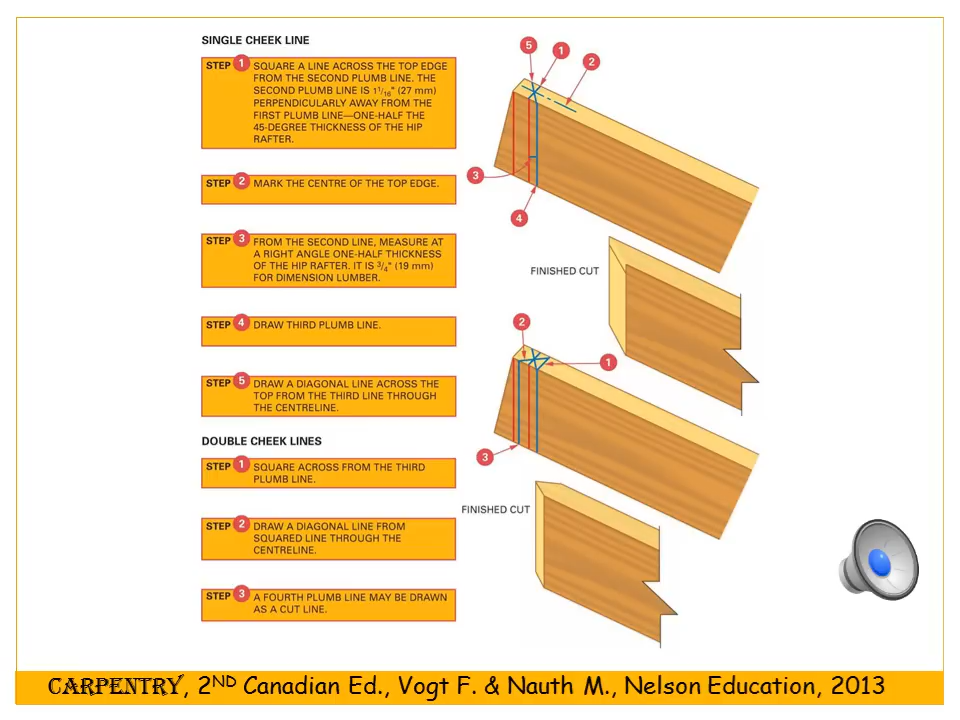 SINGLE CHEEK LINE
STEP 1 SQUARE A LINE ACROSS THE TOP EDGE
FROM THE SECOND PLUMB LINE. THE
SECOND PLUMB LINE IS 1 1/16" (27 mm)
PERPENDICULARLY AWAY FROM THE
FIRST PLUMB LINE—ONE-HALF THE
45-DEGREE THICKNESS OF THE HIP
RAFTER.
STEP 2 MARK THE CENTRE OF THE TOP EDGE.
STEP 3 FROM THE SECOND LINE, MEASURE AT
A RIGHT ANGLE ONE-HALF THICKNESS
OF THE HIP RAFTER. IT IS 3/4" (19 mm)
FOR DIMENSION LUMBER.
STEP 4 DRAW THIRD PLUMB LINE.
STEP 5 DRAW A DIAGONAL LINE ACROSS THE
TOP FROM THE THIRD LINE THROUGH
THE CENTRELINE.
DOUBLE CHEEK LINES
STEP 1 SQUARE ACROSS FROM THE THIRD
PLUMB LINE.
STEP 2 DRAW A DIAGONAL LINE FROM
SQUARED LINE THROUGH THE
CENTRELINE.
STEP 3 A FOURTH PLUMB LINE MAY BE DRAWN
AS A CUT LINE.
5
1
2
3
4
FINISHED CUT
2
1
3
FINISHED CUT
CARPENTRY, 2ND Canadian Ed., Vogt F. & Nauth M., Nelson Education, 2013